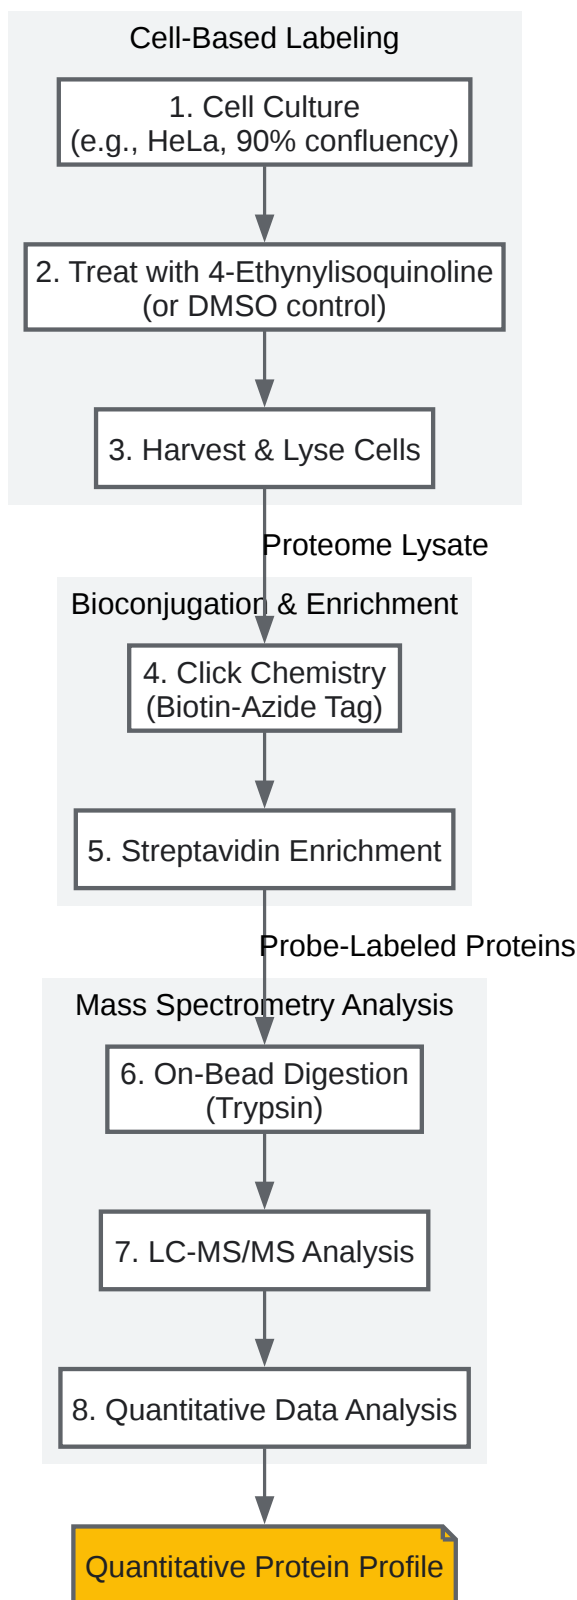 Cell-Based Labeling
1. Cell Culture
(e.g., HeLa, 90% confluency)
2. Treat with 4-Ethynylisoquinoline
(or DMSO control)
3. Harvest & Lyse Cells
Proteome Lysate
Bioconjugation & Enrichment
4. Click Chemistry
(Biotin-Azide Tag)
5. Streptavidin Enrichment
Probe-Labeled Proteins
Mass Spectrometry Analysis
6. On-Bead Digestion
(Trypsin)
7. LC-MS/MS Analysis
8. Quantitative Data Analysis
Quantitative Protein Profile